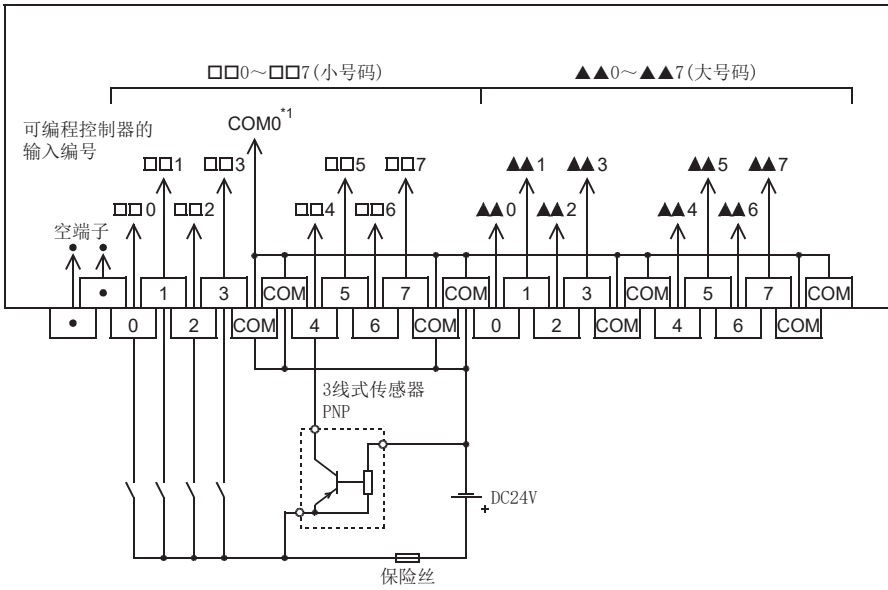 □□0～□□7(小号码)
▲▲0～▲▲7(大号码)
可编程控制器的
输入编号
COM0*1
□□1
□□3
□□5
□□7
▲▲1
▲▲3
▲▲5
▲▲7
□□0
□□2
□□4
□□6
▲▲0
▲▲2
▲▲4
▲▲6
空端子
• 1 3 COM 5 7 COM 1 3 COM 5 7 COM
• 0 2 COM 4 6 COM 0 2 COM 4 6 COM
3线式传感器
PNP
DC24V
+
保险丝